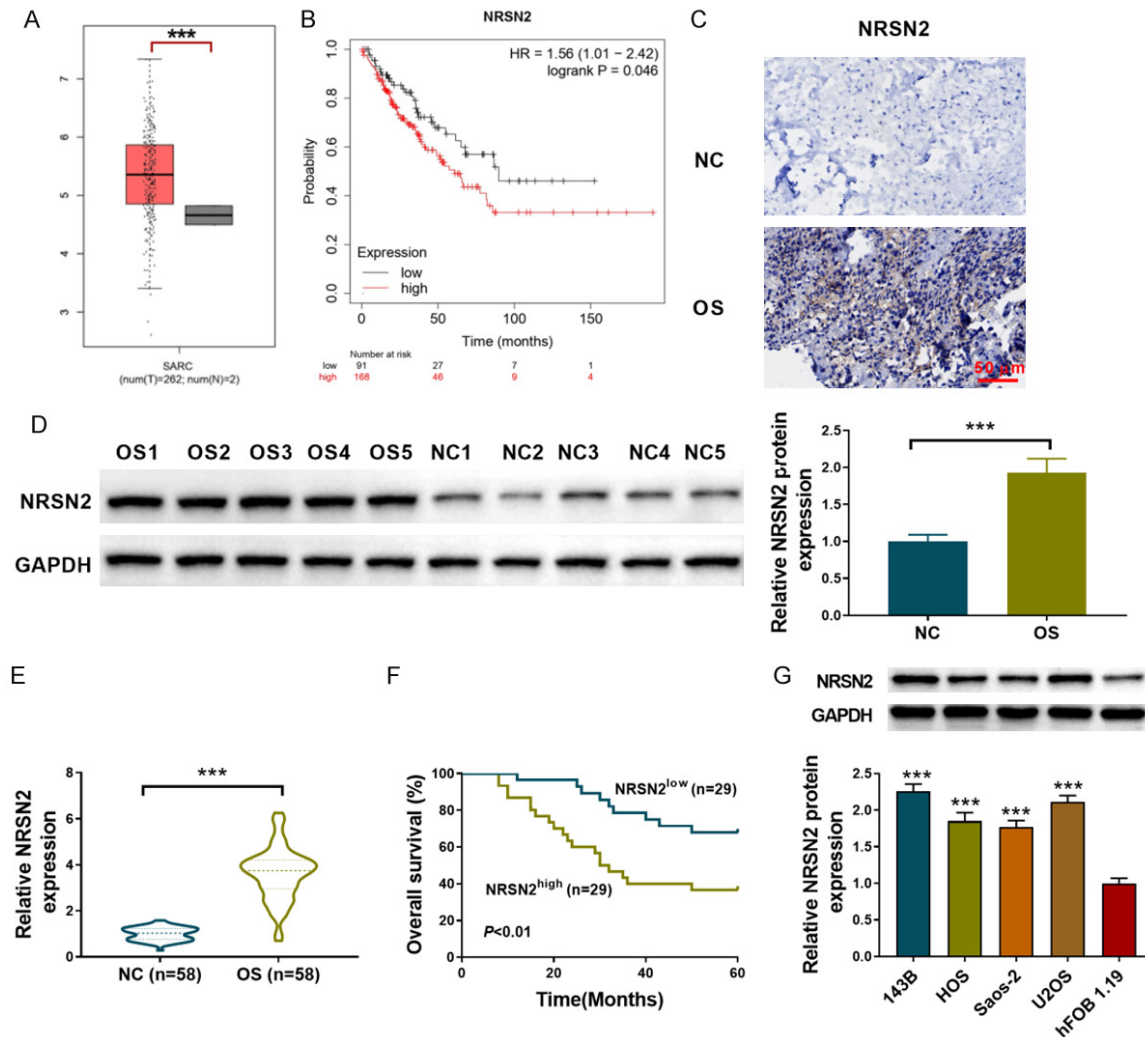 A
***
7
6
5
4
3
SARC
(num(T)=262; num(N)=2)
B
NRSN2
HR = 1.56 (1.01 − 2.42)
logrank P = 0.046
Probability
1.0
0.8
0.6
0.4
0.2
0.0
Expression
low
high
0 50 100 150
Time (months)
Number at risk
low 91 27 7 1
high 168 46 9 4
C
NRSN2
NC
OS
50 μm
D
OS1 OS2 OS3 OS4 OS5 NC1 NC2 NC3 NC4 NC5
NRSN2
GAPDH
Relative NRSN2 protein
expression
2.5
2.0
1.5
1.0
0.5
0.0
***
NC OS
E
Relative NRSN2
expression
8
6
4
2
0
***
NC (n=58) OS (n=58)
F
Overall survival (%)
100
80
60
40
20
0
NRSN2low (n=29)
NRSN2high (n=29)
P<0.01
0 20 40 60
Time(Months)
G
NRSN2
GAPDH
Relative NRSN2 protein
expression
2.5
2.0
1.5
1.0
0.5
0.0
*** *** *** ***
143B HOS Saos-2 U2OS hFOB 1.19